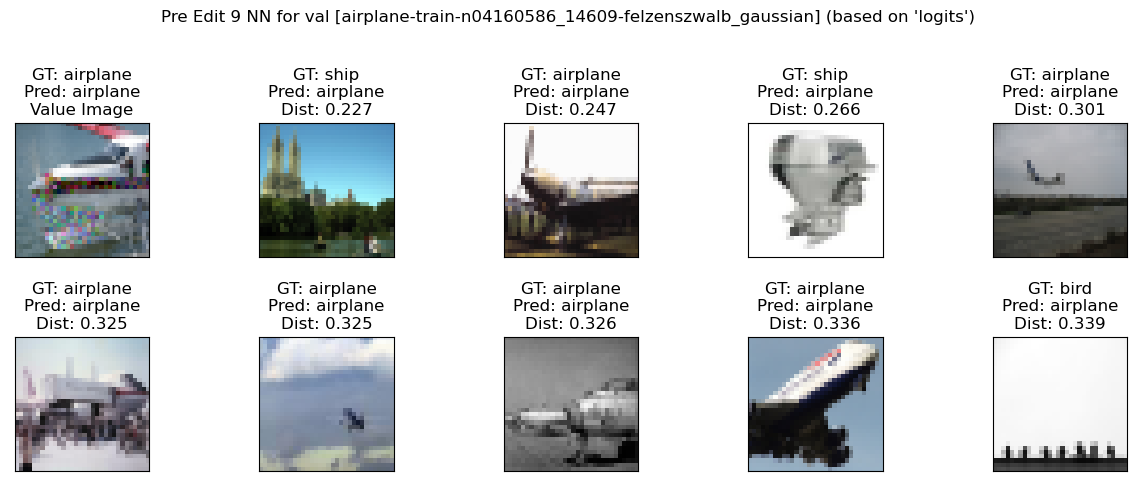 Pre Edit 9 NN for val [airplane-train-n04160586_14609-felzenszwalb_gaussian] (based on 'logits')
GT: airplane
Pred: airplane
Value Image
GT: ship
Pred: airplane
Dist: 0.227
GT: airplane
Pred: airplane
Dist: 0.247
GT: ship
Pred: airplane
Dist: 0.266
GT: airplane
Pred: airplane
Dist: 0.301
GT: airplane
Pred: airplane
Dist: 0.325
GT: airplane
Pred: airplane
Dist: 0.325
GT: airplane
Pred: airplane
Dist: 0.326
GT: airplane
Pred: airplane
Dist: 0.336
GT: bird
Pred: airplane
Dist: 0.339